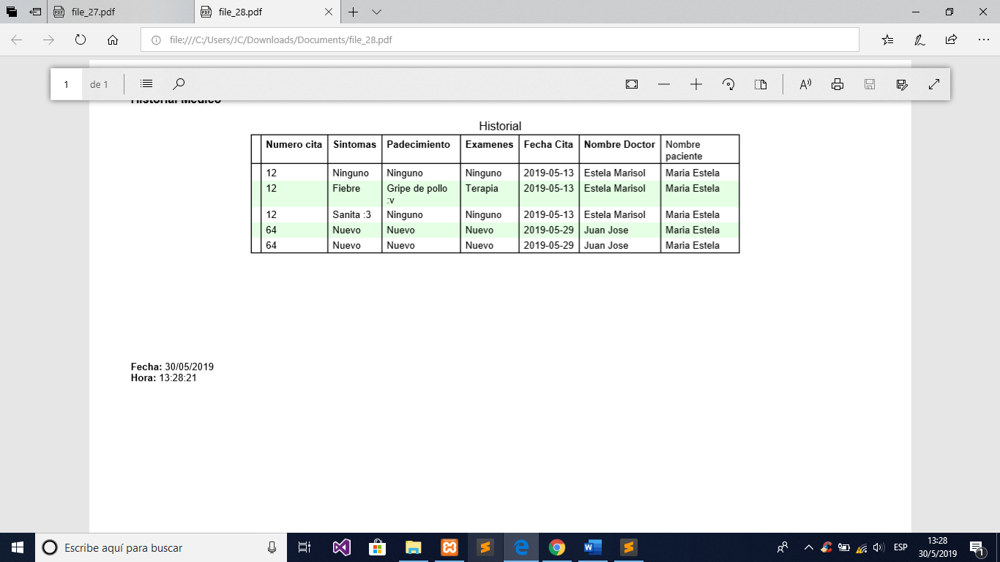 file_27.pdf
file_28.pdf
file:///C:/Users/JC/Downloads/Documents/file_28.pdf
1 de 1
Historial Medico
Historial
Numero cita Sintomas Padecimiento Examenes Fecha Cita Nombre Doctor Nombre
paciente
12 Ninguno Ninguno Ninguno 2019-05-13 Estela Marisol Maria Estela
12 Fiebre Gripe de pollo Terapia 2019-05-13 Estela Marisol Maria Estela
:v
12 Sanita :3 Ninguno Ninguno 2019-05-13 Estela Marisol Maria Estela
64 Nuevo Nuevo Nuevo 2019-05-29 Juan Jose Maria Estela
64 Nuevo Nuevo Nuevo 2019-05-29 Juan Jose Maria Estela
Fecha: 30/05/2019
Hora: 13:28:21
Escribe aquí para buscar
ESP
13:28
30/5/2019
1